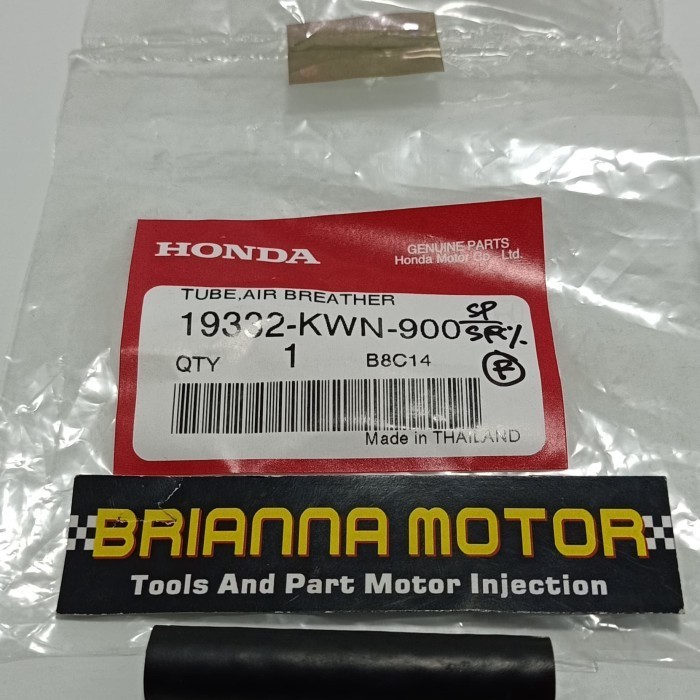 HONDA
GENUINE PARTS
Honda Motor Co., Ltd.
TUBE,AIR BREATHER
19332-KWN-900
SP
QTY 1 B8C14
R
Made in THAILAND
BRIANNA MOTOR
Tools And Part Motor Injection